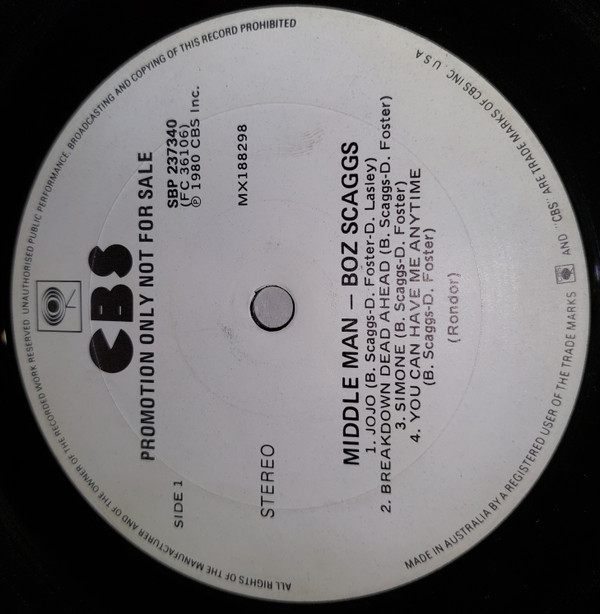 ALL RIGHTS OF THE MANUFACTURER AND OF THE OWNER OF THE RECORDED WORK RESERVED UNAUTHORISED PUBLIC PERFORMANCE, BROADCASTING AND COPYING OF THIS RECORD PROHIBITED
CBS
PROMOTION ONLY NOT FOR SALE
SIDE 1
SBP 237340
(FC 36106)
℗ 1980 CBS Inc.
STEREO
MX188298
MIDDLE MAN — BOZ SCAGGS
1. JOJO (B. Scaggs-D. Foster-D. Lasley)
2. BREAKDOWN DEAD AHEAD (B. Scaggs-D. Foster)
3. SIMONE (B. Scaggs-D. Foster)
4. YOU CAN HAVE ME ANYTIME
(B. Scaggs-D. Foster)
(Rondor)
MADE IN AUSTRALIA BY A REGISTERED USER OF THE TRADE MARKS AND "CBS" ARE TRADE MARKS OF CBS INC., U.S.A